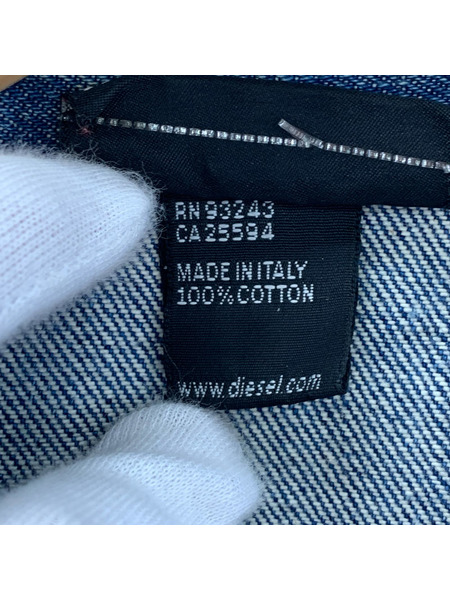 RN 93243
CA 25594
MADE IN ITALY
100% COTTON
www.diesel.com